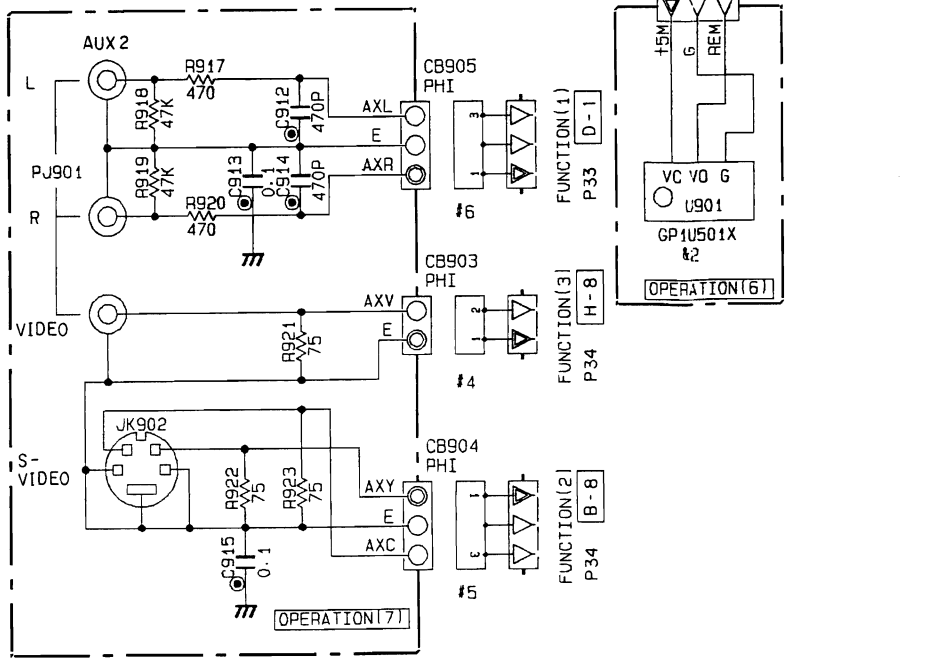 AUX2
L
PJ901
R
R917
470
R918
47K
R919
47K
R920
470
C912
470P
C913
0.1
C914
470P
AXL
E
AXR
CB905
PHI
3
1
#6
FUNCTION(1)
D-1
P33
VIDEO
R921
75
AXV
E
CB903
PHI
2
1
#4
FUNCTION(3)
H-8
P34
S-
VIDEO
JK902
R922
75
R923
75
C915
0.1
AXY
E
AXC
CB904
PHI
1
3
#5
FUNCTION(2)
B-8
P34
OPERATION(7)
+5M
G
REM
VC VO G
U901
GP1U501X
&2
OPERATION(6)